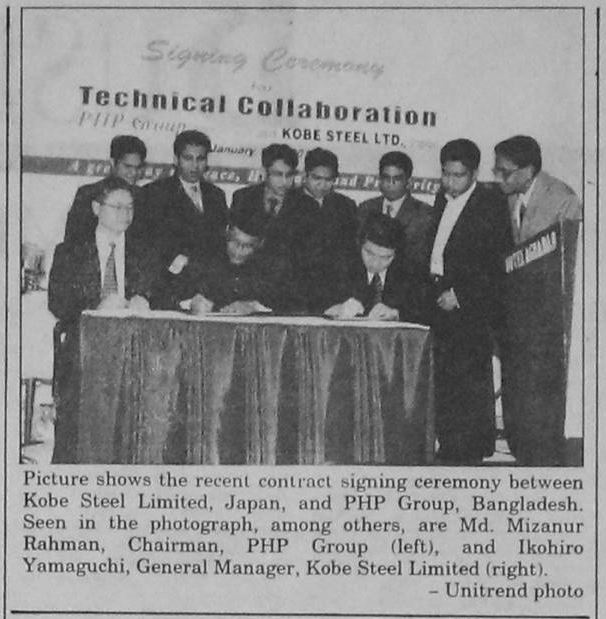 Signing Ceremony
Technical Collaboration
PHP Group
KOBE STEEL LTD.
January
Picture shows the recent contract signing ceremony between
Kobe Steel Limited, Japan, and PHP Group, Bangladesh.
Seen in the photograph, among others, are Md. Mizanur
Rahman, Chairman, PHP Group (left), and Ikohiro
Yamaguchi, General Manager, Kobe Steel Limited (right).
– Unitrend photo